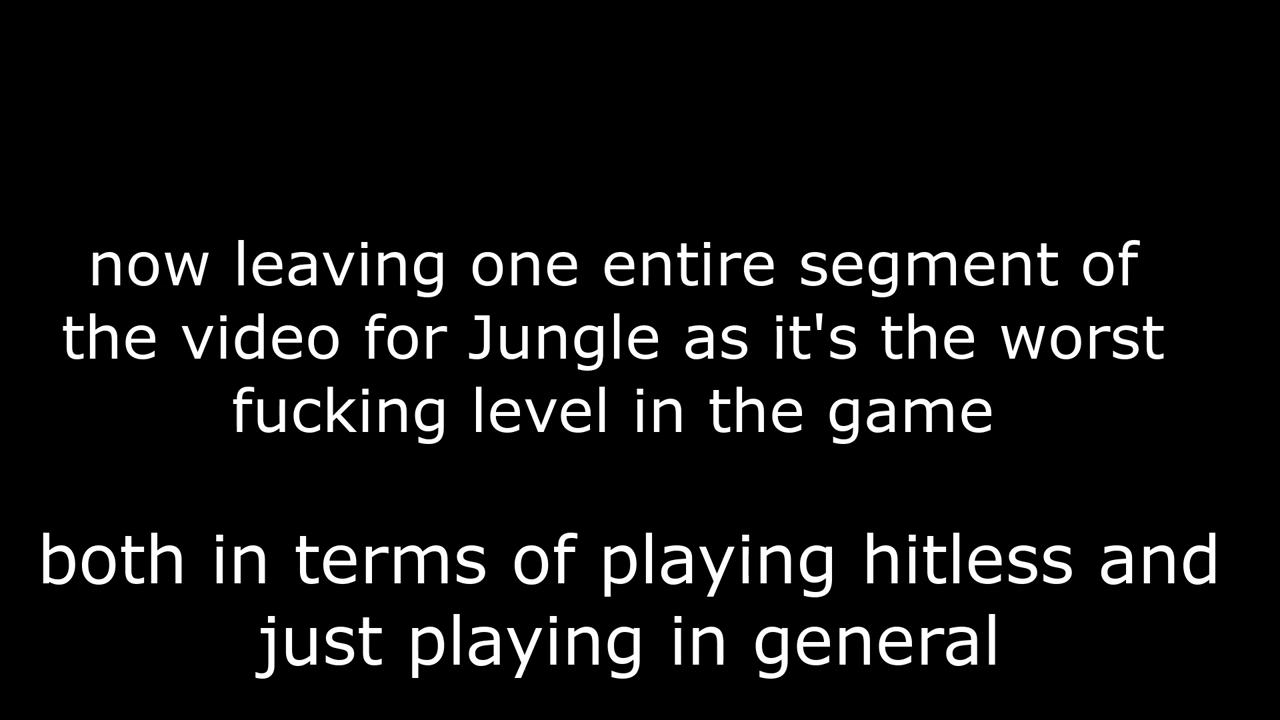 now leaving one entire segment of
the video for Jungle as it's the worst
fucking level in the game
both in terms of playing hitless and
just playing in general